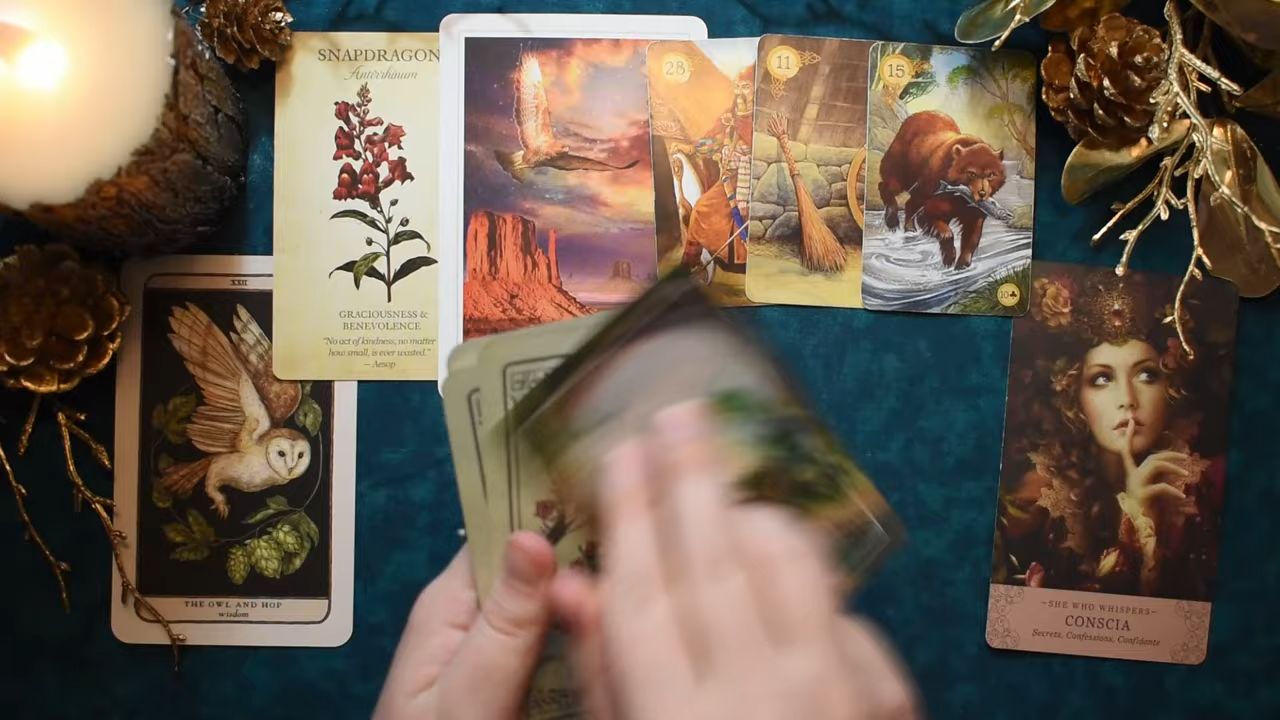 SNAPDRAGON
Antirrhinum
GRACIOUSNESS &
BENEVOLENCE
"No act of kindness, no matter
how small, is ever wasted."
– Aesop
28
11
15
10♣
XXII
THE OWL AND HOP
wisdom
~SHE WHO WHISPERS~
CONSCIA
Secrets, Confessions, Confidante